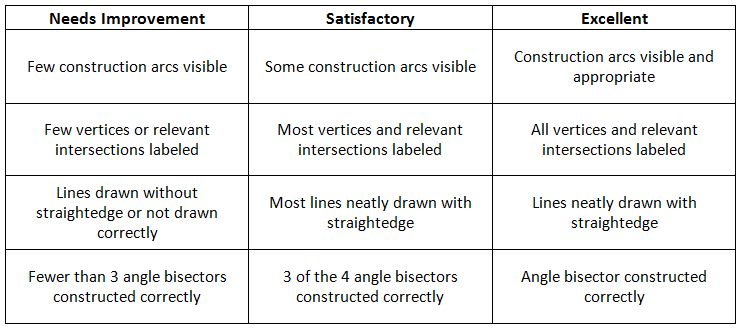 Needs Improvement
Satisfactory
Excellent
Few construction arcs visible
Some construction arcs visible
Construction arcs visible and
appropriate
Few vertices or relevant
intersections labeled
Most vertices and relevant
intersections labeled
All vertices and relevant
intersections labeled
Lines drawn without
straightedge or not drawn
correctly
Most lines neatly drawn with
straightedge
Lines neatly drawn with
straightedge
Fewer than 3 angle bisectors
constructed correctly
3 of the 4 angle bisectors
constructed correctly
Angle bisector constructed
correctly